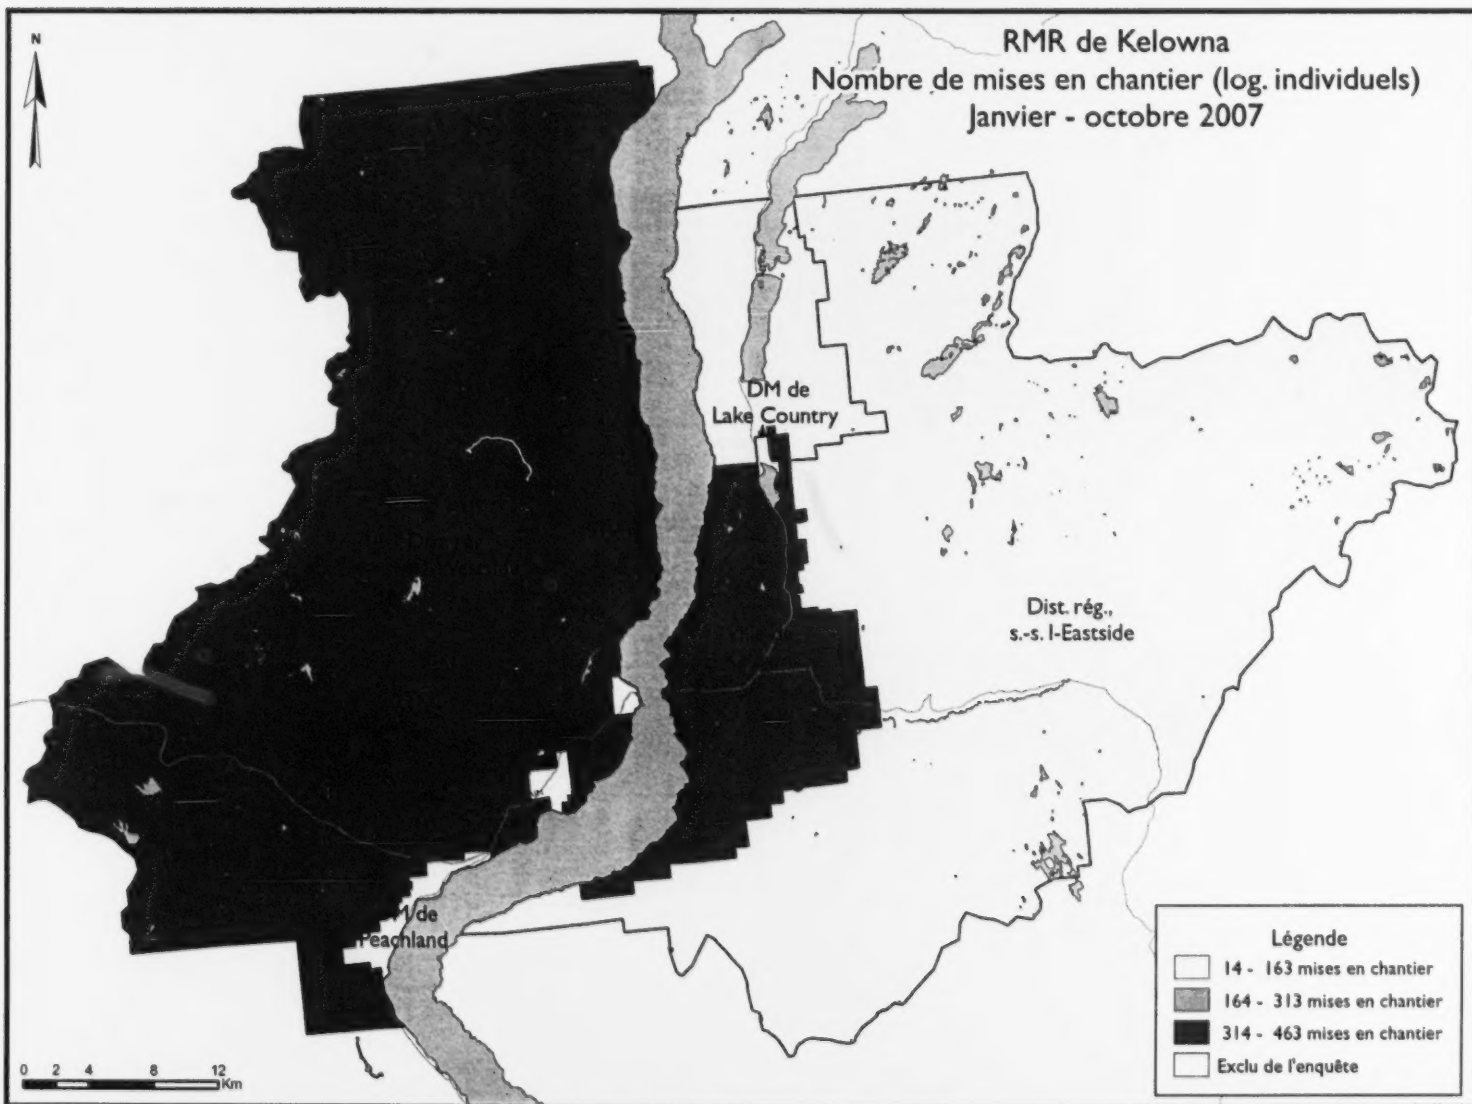 N
RMR de Kelowna
Nombre de mises en chantier (log. individuels)
Janvier - octobre 2007
DM de
Lake Country
Dist. rég.,
s.-s. I-Eastside
de
Peachland
Légende
14 - 163 mises en chantier
164 - 313 mises en chantier
314 - 463 mises en chantier
Exclu de l'enquête
0 2 4 8 12
Km